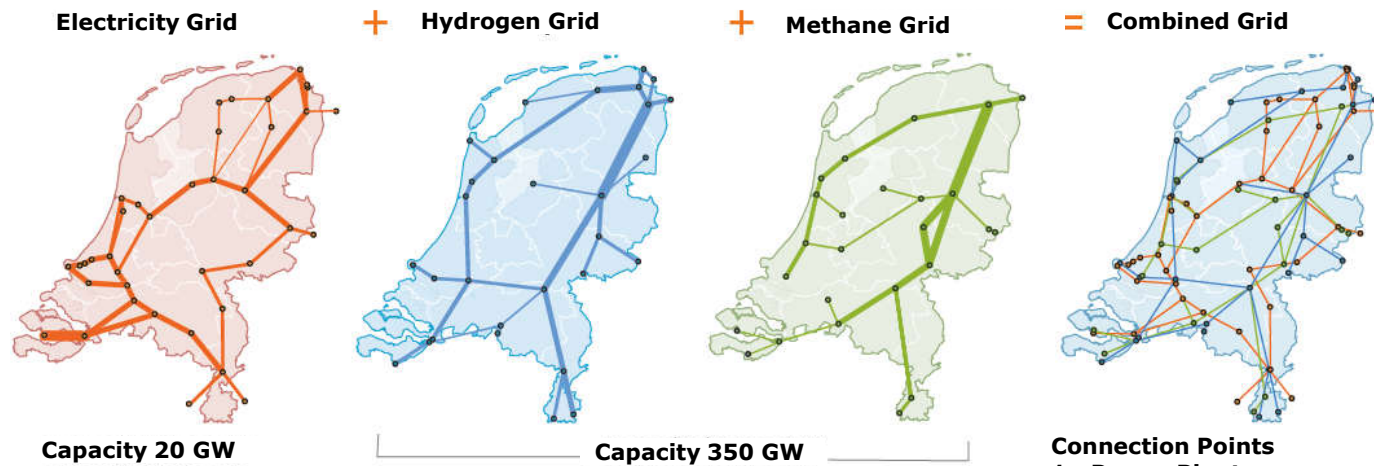 Electricity Grid + Hydrogen Grid + Methane Grid = Combined Grid
Capacity 20 GW
Capacity 350 GW
Connection Points